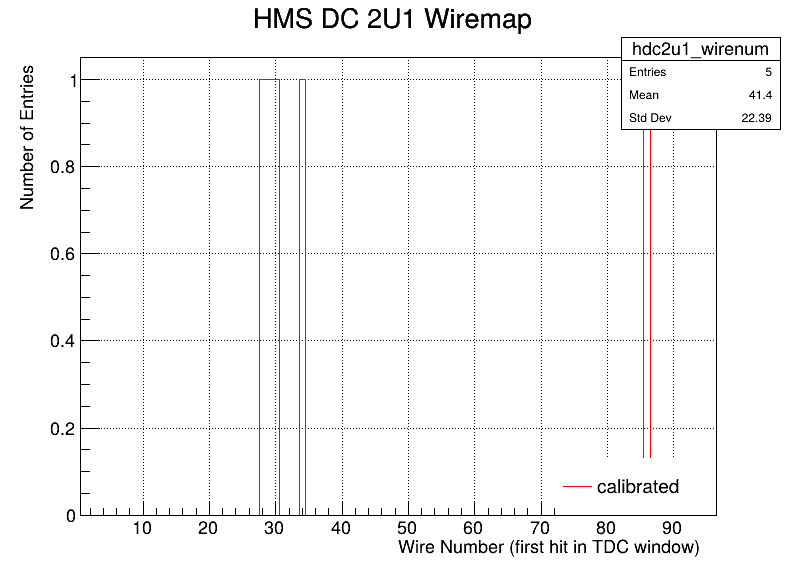 HMS DC 2U1 Wiremap
hdc2u1_wirenum
Entries 5
Mean 41.4
Std Dev 22.39
Number of Entries
1
0.8
0.6
0.4
0.2
0
calibrated
10 20 30 40 50 60 70 80 90
Wire Number (first hit in TDC window)